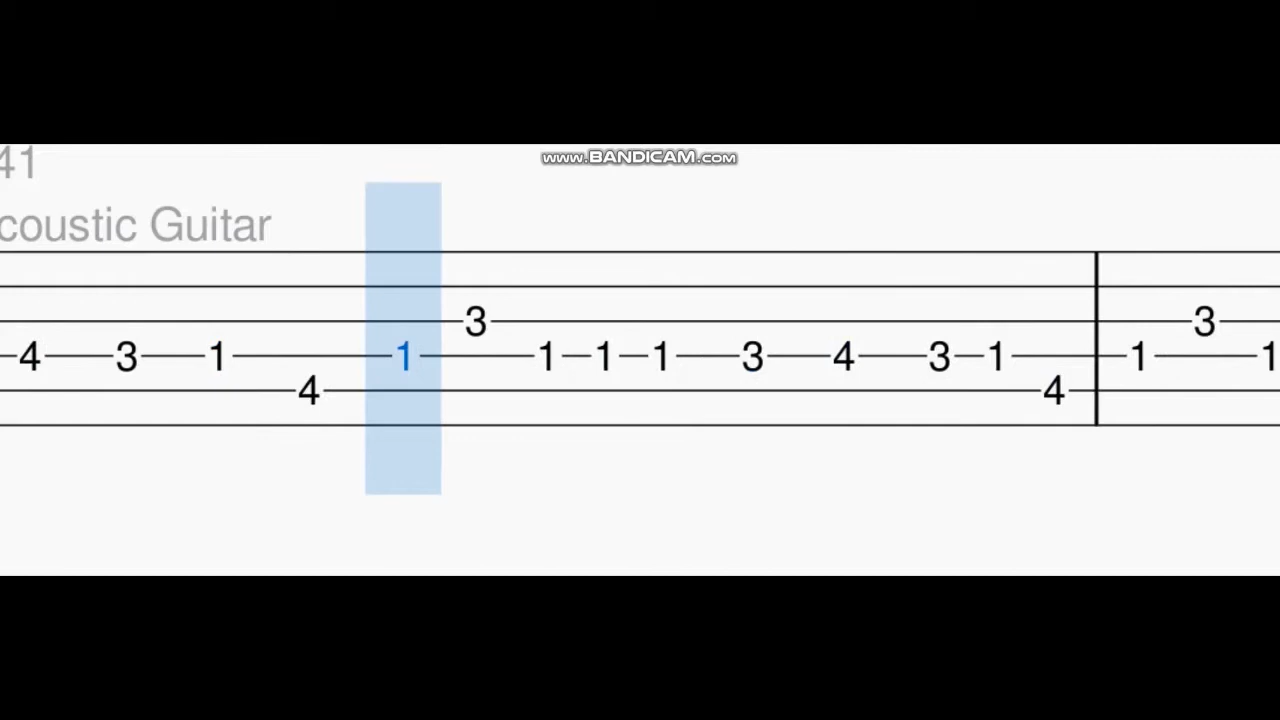 www.BANDICAM.com
41
coustic Guitar
3 3
4 3 1 1 1 1 1 3 4 3 1 1 1
4 4